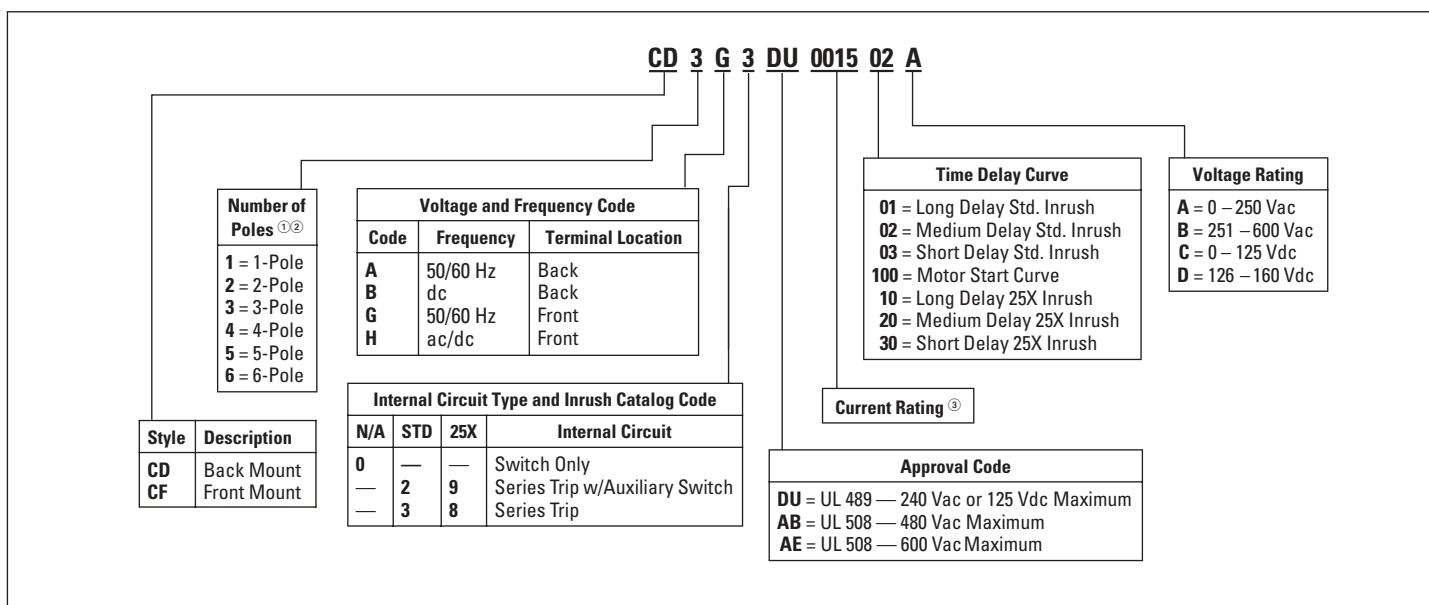 CD 3 G 3 DU 0015 02 A
Number of
Poles ①②
1 = 1-Pole
2 = 2-Pole
3 = 3-Pole
4 = 4-Pole
5 = 5-Pole
6 = 6-Pole
Voltage and Frequency Code
Code Frequency Terminal Location
A 50/60 Hz Back
B dc Back
G 50/60 Hz Front
H ac/dc Front
Time Delay Curve
01 = Long Delay Std. Inrush
02 = Medium Delay Std. Inrush
03 = Short Delay Std. Inrush
100 = Motor Start Curve
10 = Long Delay 25X Inrush
20 = Medium Delay 25X Inrush
30 = Short Delay 25X Inrush
Voltage Rating
A = 0 – 250 Vac
B = 251 – 600 Vac
C = 0 – 125 Vdc
D = 126 – 160 Vdc
Style Description
CD Back Mount
CF Front Mount
Internal Circuit Type and Inrush Catalog Code
N/A STD 25X Internal Circuit
0 — — Switch Only
— 2 9 Series Trip w/Auxiliary Switch
— 3 8 Series Trip
Current Rating ③
Approval Code
DU = UL 489 — 240 Vac or 125 Vdc Maximum
AB = UL 508 — 480 Vac Maximum
AE = UL 508 — 600 Vac Maximum